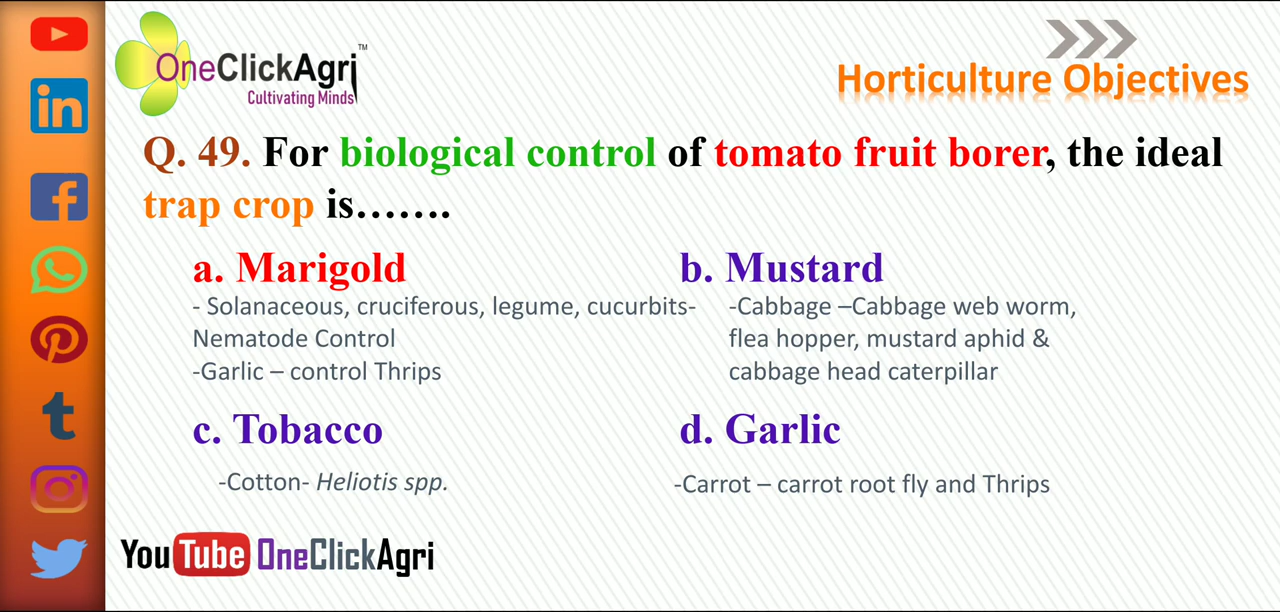 OneClickAgri™
Cultivating Minds
Horticulture Objectives
Q. 49. For biological control of tomato fruit borer, the ideal
trap crop is…….
a. Marigold
- Solanaceous, cruciferous, legume, cucurbits-
Nematode Control
-Garlic – control Thrips
b. Mustard
-Cabbage –Cabbage web worm,
flea hopper, mustard aphid &
cabbage head caterpillar
c. Tobacco
-Cotton- Heliotis spp.
d. Garlic
-Carrot – carrot root fly and Thrips
YouTube OneClickAgri
in